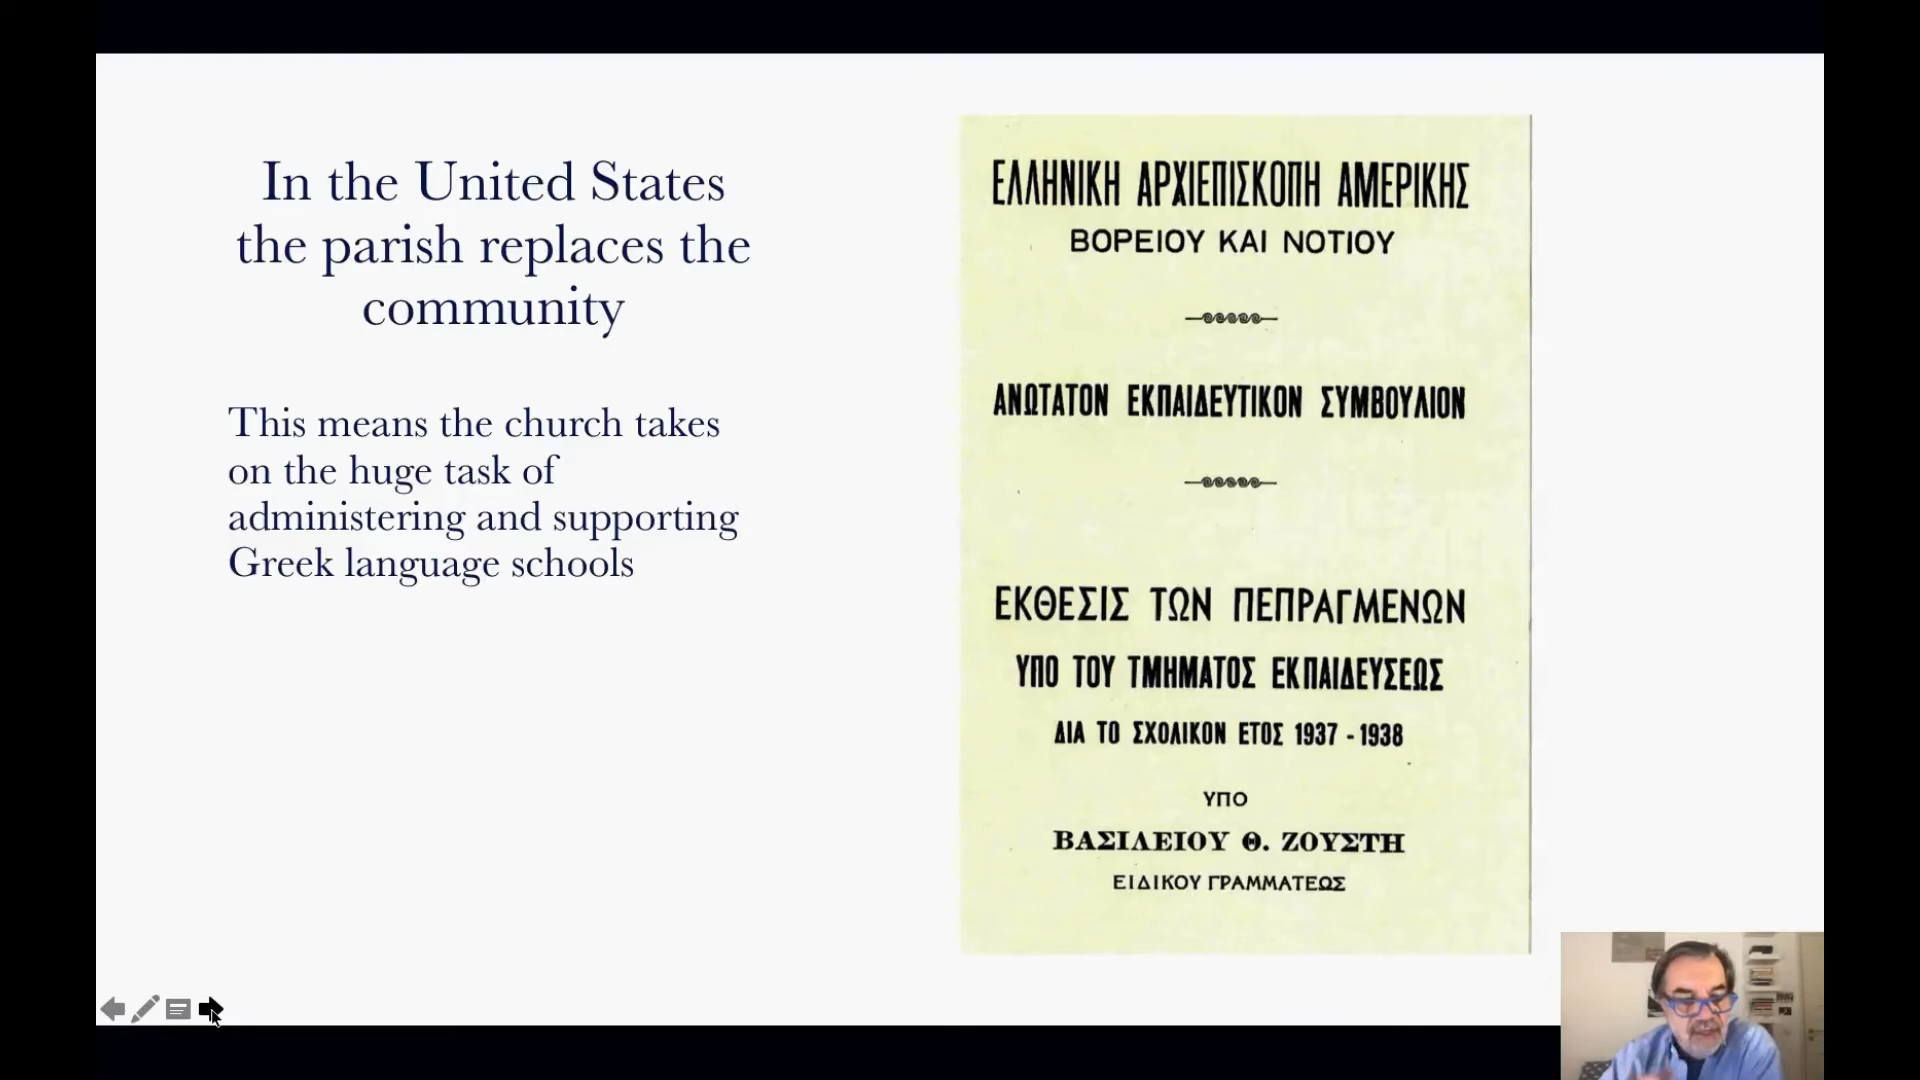 In the United States
the parish replaces the
community
This means the church takes
on the huge task of
administering and supporting
Greek language schools
ΕΛΛΗΝΙΚΗ ΑΡΧΙΕΠΙΣΚΟΠΗ ΑΜΕΡΙΚΗΣ
ΒΟΡΕΙΟΥ ΚΑΙ ΝΟΤΙΟΥ
ΑΝΩΤΑΤΟΝ ΕΚΠΑΙΔΕΥΤΙΚΟΝ ΣΥΜΒΟΥΛΙΟΝ
ΕΚΘΕΣΙΣ ΤΩΝ ΠΕΠΡΑΓΜΕΝΩΝ
ΥΠΟ ΤΟΥ ΤΜΗΜΑΤΟΣ ΕΚΠΑΙΔΕΥΣΕΩΣ
ΔΙΑ ΤΟ ΣΧΟΛΙΚΟΝ ΕΤΟΣ 1937 - 1938
ΥΠΟ
ΒΑΣΙΛΕΙΟΥ Θ. ΖΟΥΣΤΗ
ΕΙΔΙΚΟΥ ΓΡΑΜΜΑΤΕΩΣ